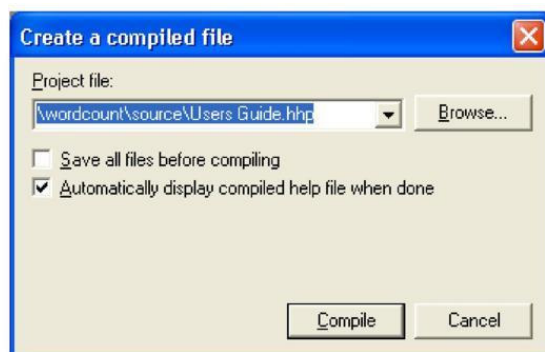 Create a compiled file
Project file:
\wordcount\source\Users Guide.hhp
Browse...
Save all files before compiling
Automatically display compiled help file when done
Compile
Cancel